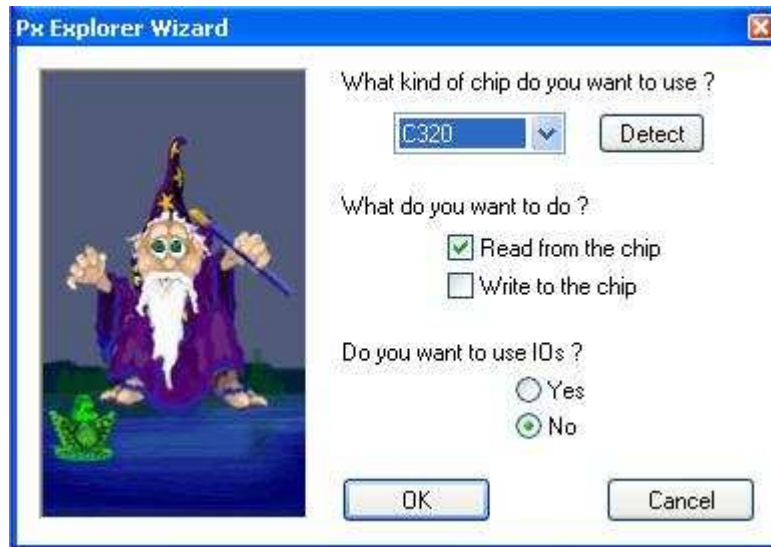 Px Explorer Wizard
What kind of chip do you want to use ?
C320
Detect
What do you want to do ?
Read from the chip
Write to the chip
Do you want to use IOs ?
Yes
No
OK
Cancel